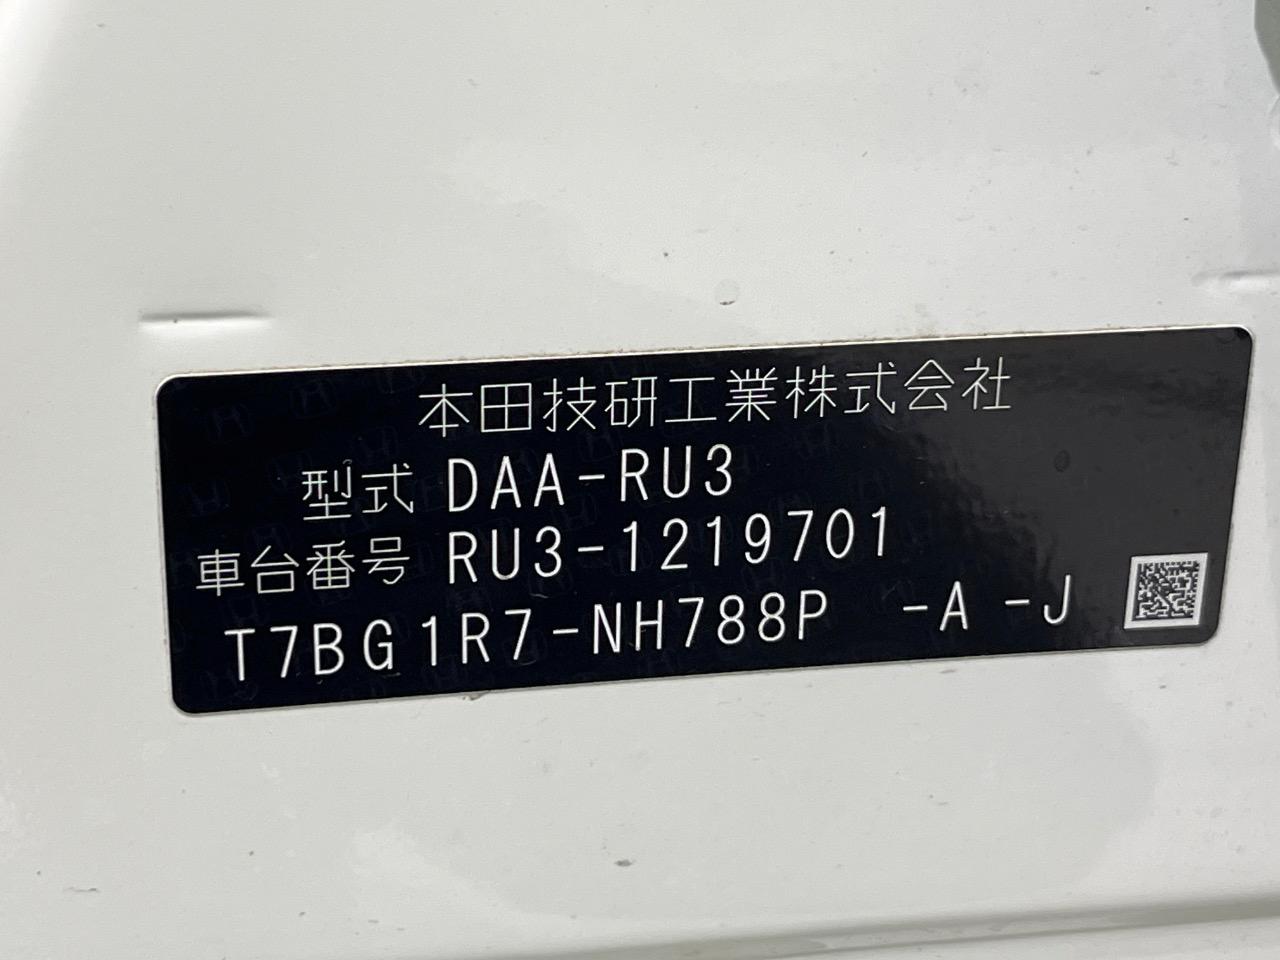 本田技研工業株式会社
型式 DAA-RU3
車台番号 RU3-1219701
T7BG1R7-NH788P -A -J